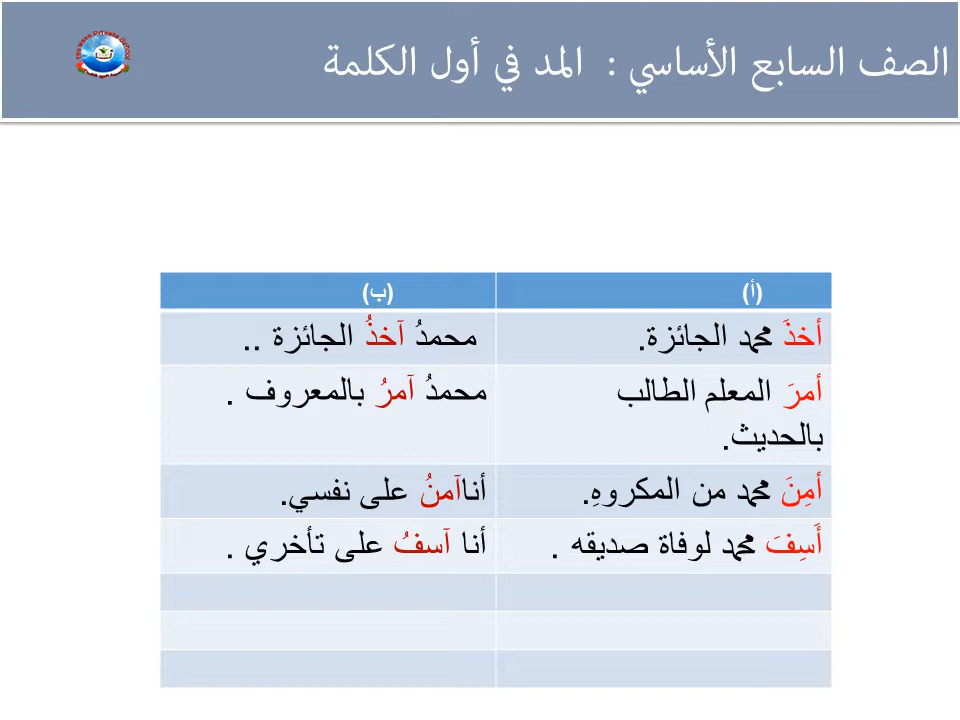 الصف السابع الأساسي : المد في أول الكلمة
(أ)
(ب)
أخذَ محمد الجائزة.
محمدُ آخذُ الجائزة ..
أمرَ المعلم الطالب
بالحديث.
محمدُ آمرُ بالمعروف .
أمِنَ محمد من المكروهِ.
أناآمنُ على نفسي.
أَسِفَ محمد لوفاة صديقه .
أنا آسفُ على تأخري .